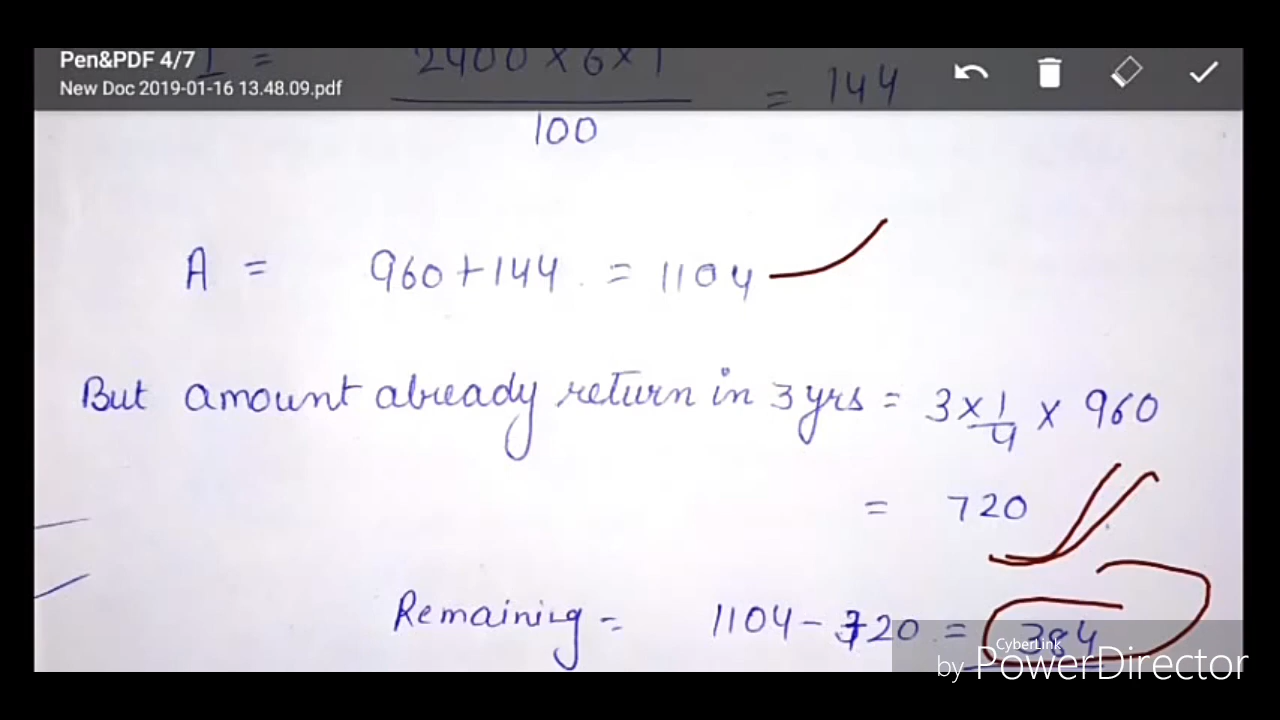 Pen&PDF 4/7
New Doc 2019-01-16 13.48.09.pdf
I = 2400 × 6 × 1 / 100 = 144
A = 960 + 144 = 1104
But amount already return in 3 yrs = 3 × 1/4 × 960
= 720
Remaining = 1104 - 720 = 384
CyberLink
by PowerDirector